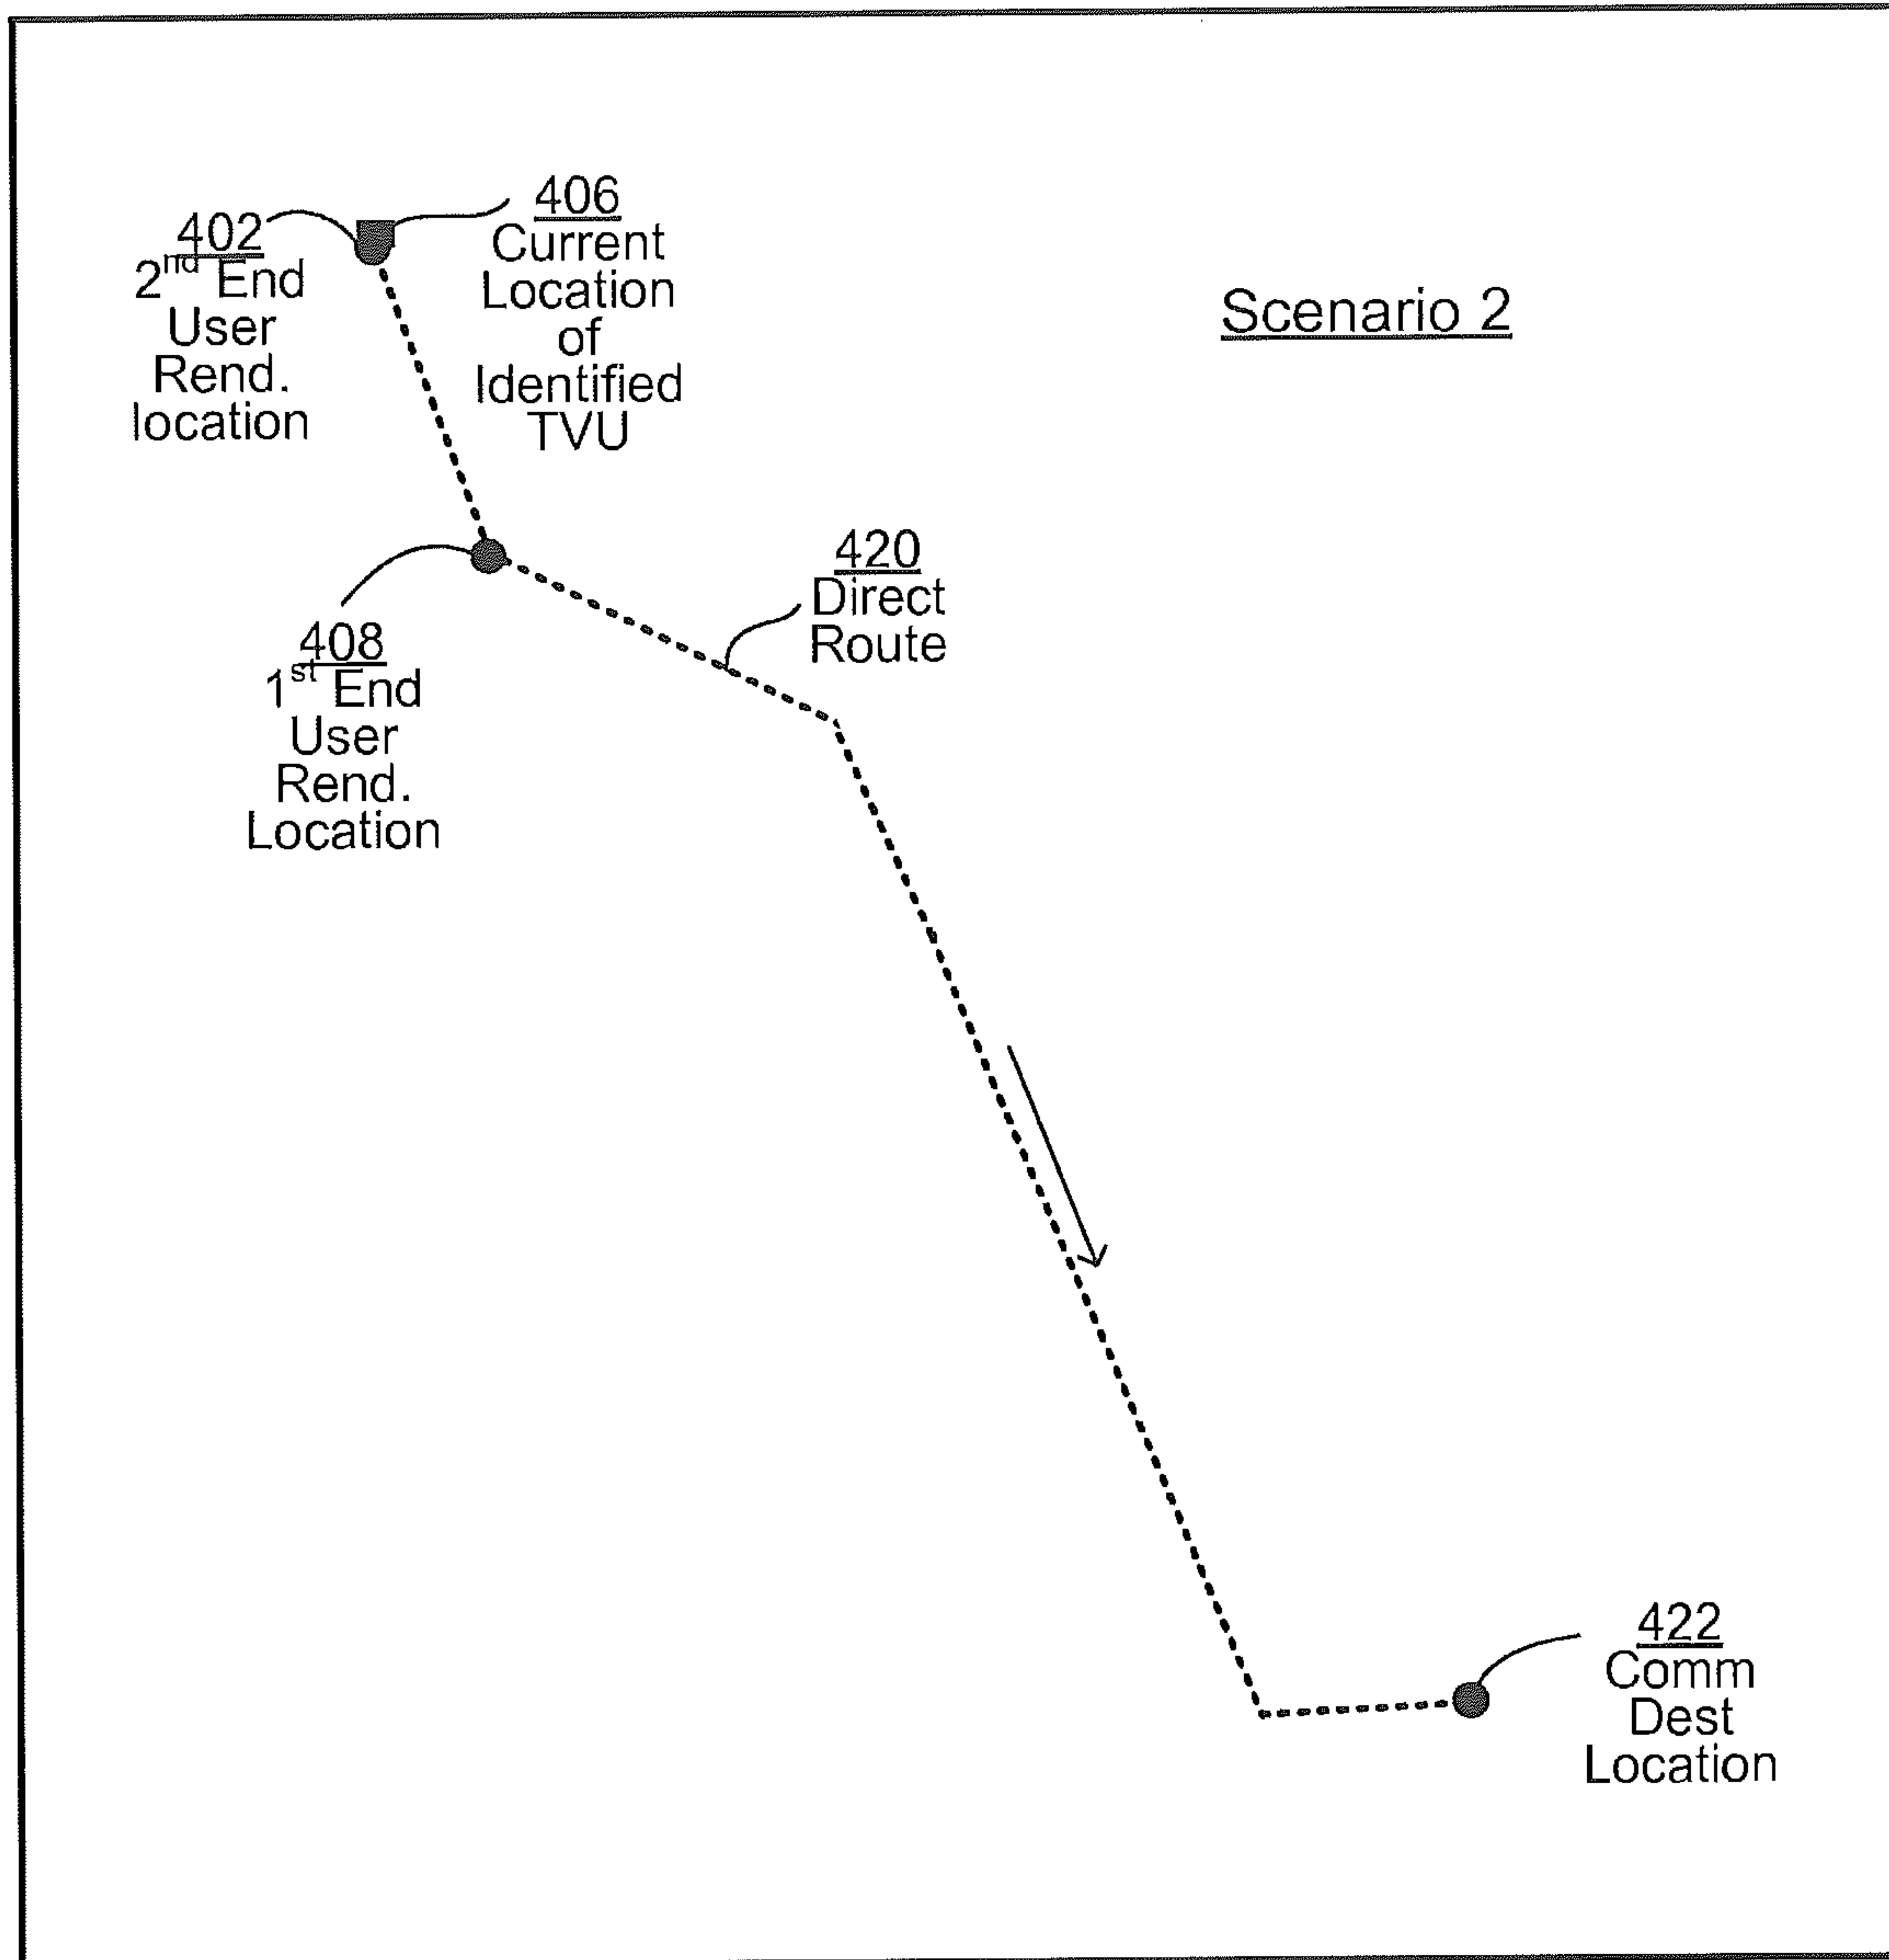 406
Current
Location
of
Identified
TVU
402
2nd End
User
Rend.
location
Scenario 2
420
Direct
Route
408
1st End
User
Rend.
Location
422
Comm
Dest
Location